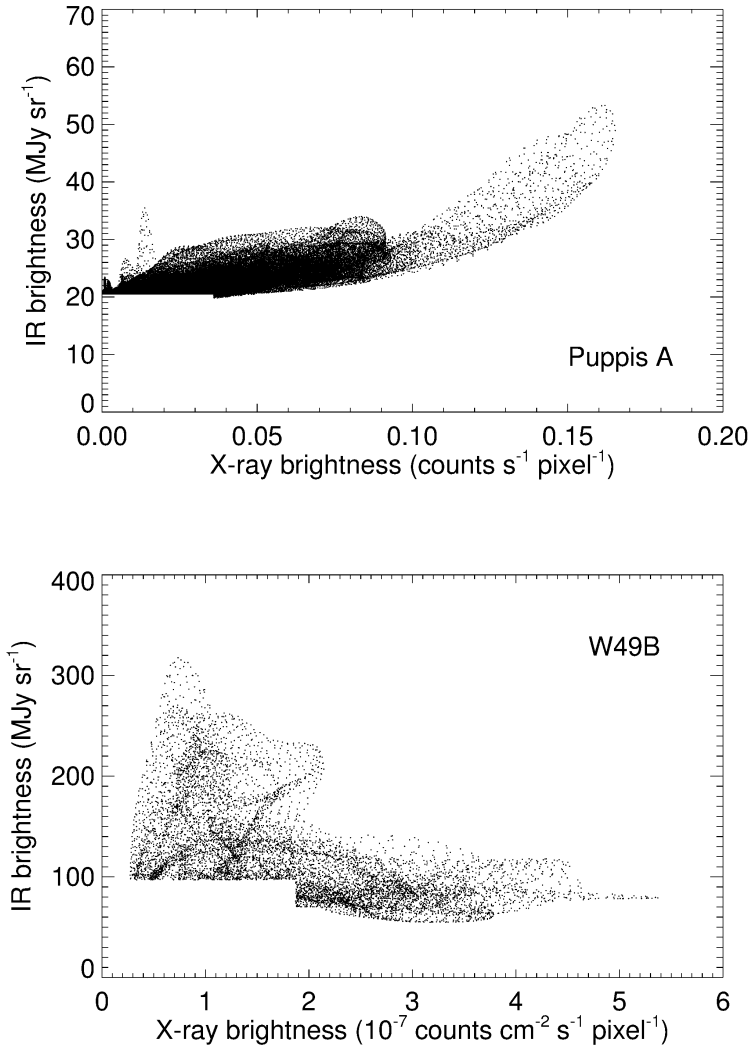 70
60
50
40
30
20
10
0
IR brightness (MJy sr⁻¹)
Puppis A
0.00 0.05 0.10 0.15 0.20
X-ray brightness (counts s⁻¹ pixel⁻¹)
400
300
200
100
0
IR brightness (MJy sr⁻¹)
W49B
0 1 2 3 4 5 6
X-ray brightness (10⁻⁷ counts cm⁻² s⁻¹ pixel⁻¹)